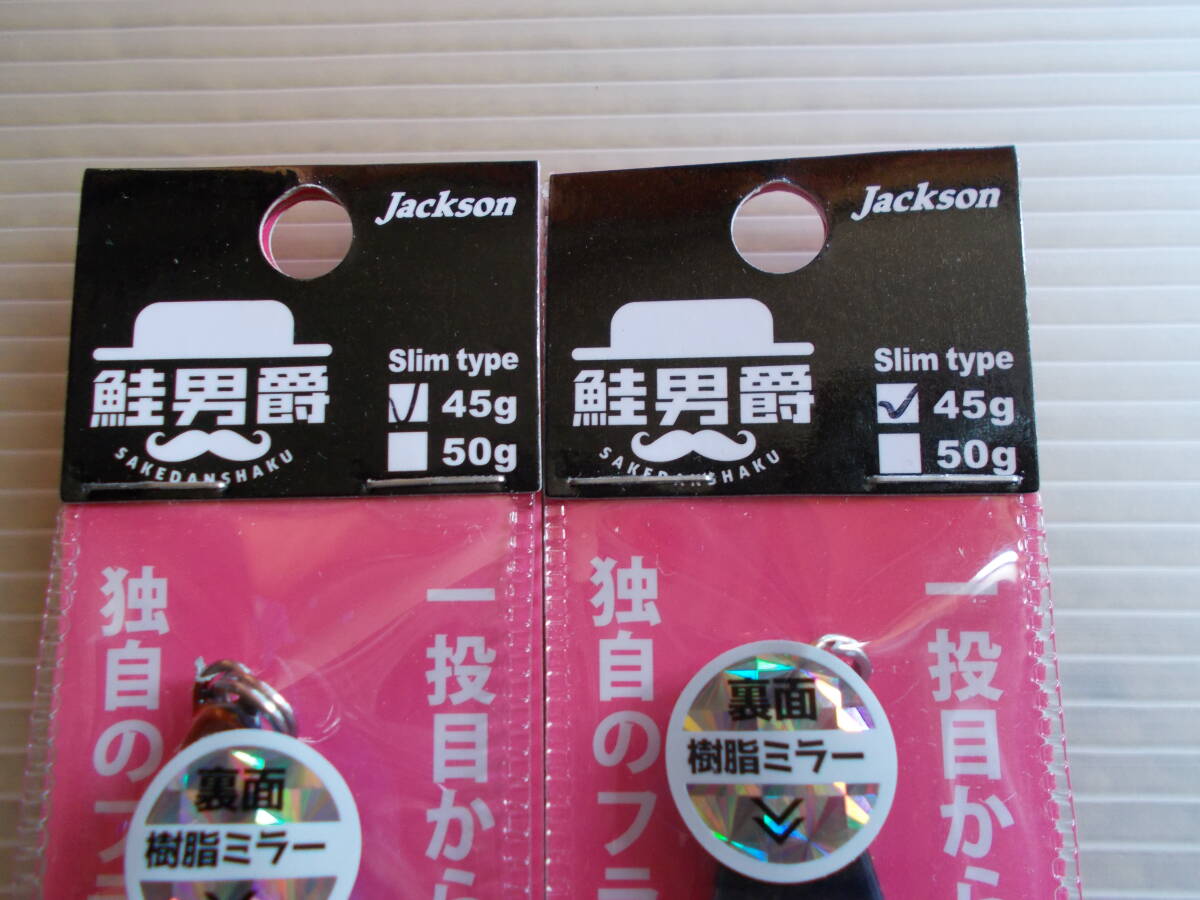 Jackson
Slim type
鮭男爵
45g
50g
SAKEDANSHAKU
一投目から
独自のフラ
裏面
樹脂ミラー
Jackson
Slim type
鮭男爵
45g
50g
SAKEDANSHAKU
一投目から
独自のフラ
裏面
樹脂ミラー